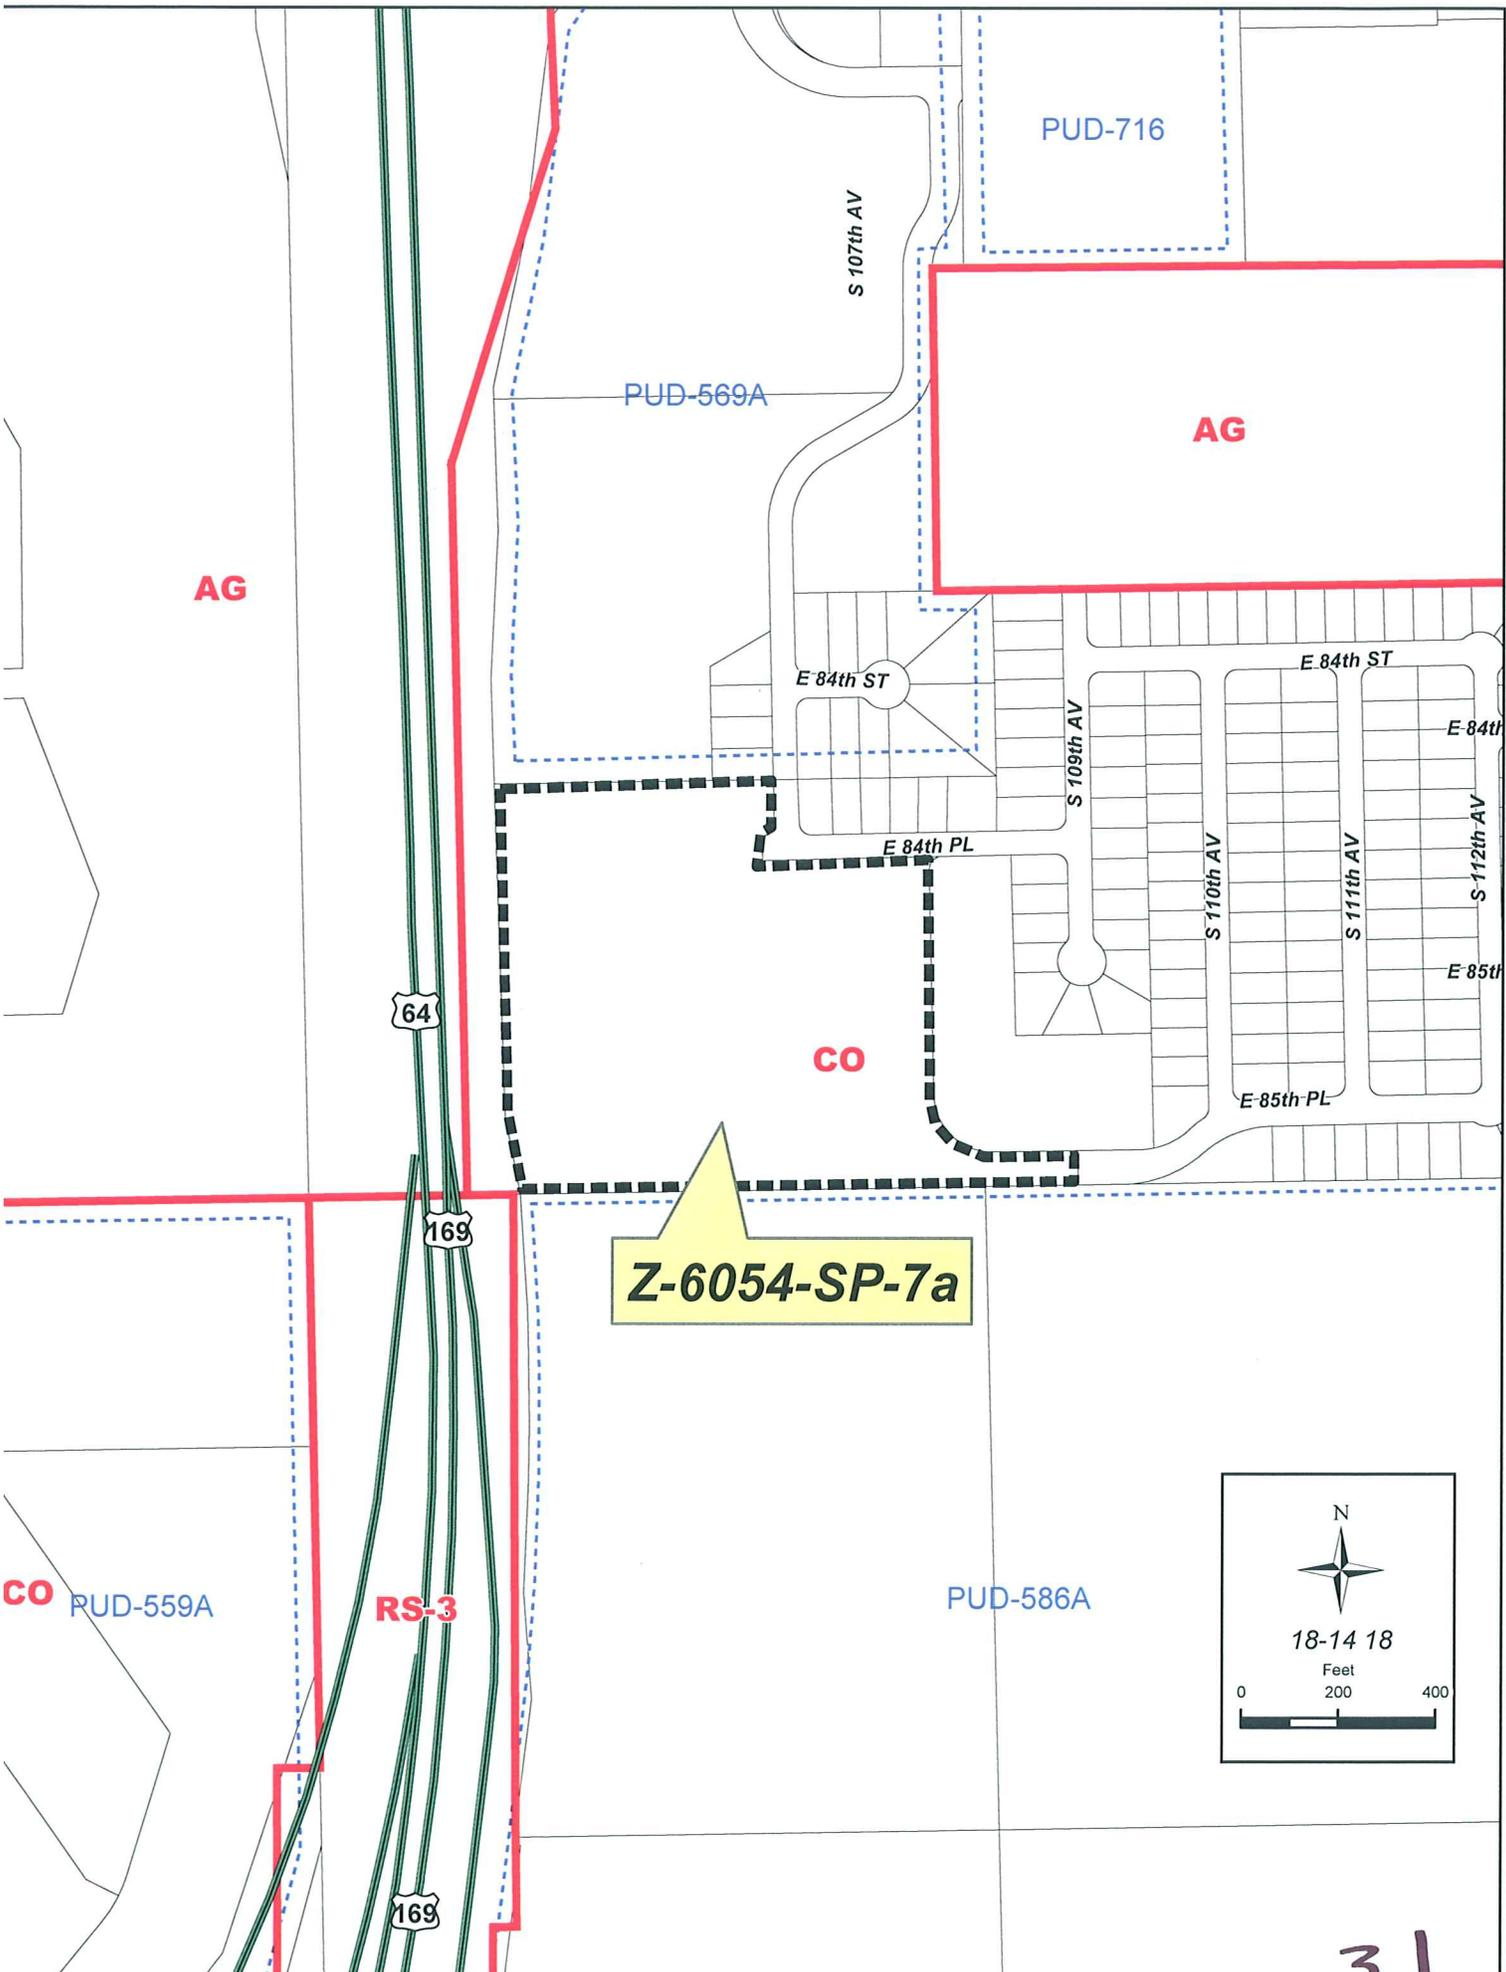 PUD-716
S 107th AV
PUD-569A
AG
AG
E 84th ST
E 84th ST
S 109th AV
E 84th
E 84th PL
S 110th AV
S 111th AV
S 112th AV
E 85th
64
CO
E 85th PL
169
Z-6054-SP-7a
N
CO
PUD-559A
RS-3
PUD-586A
18-14 18
Feet
0 200 400
169
31